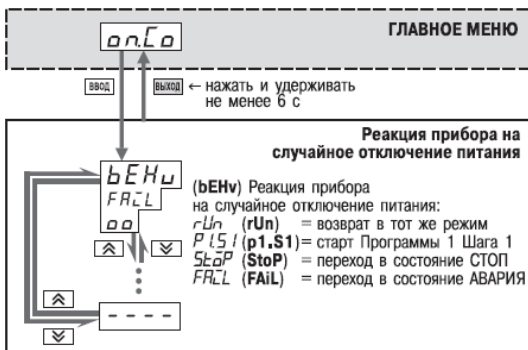 ГЛАВНОЕ МЕНЮ
on.Co
ВВОД
ВЫХОД ← нажать и удерживать
не менее 6 с
Реакция прибора на
случайное отключение питания
bEHv
FAiL
oo
(bEHv) Реакция прибора
на случайное отключение питания:
rUn (rUn) = возврат в тот же режим
P1.S1 (p1.S1)= старт Программы 1 Шага 1
StoP (StoP) = переход в состояние СТОП
FAiL (FAiL) = переход в состояние АВАРИЯ
- - - -